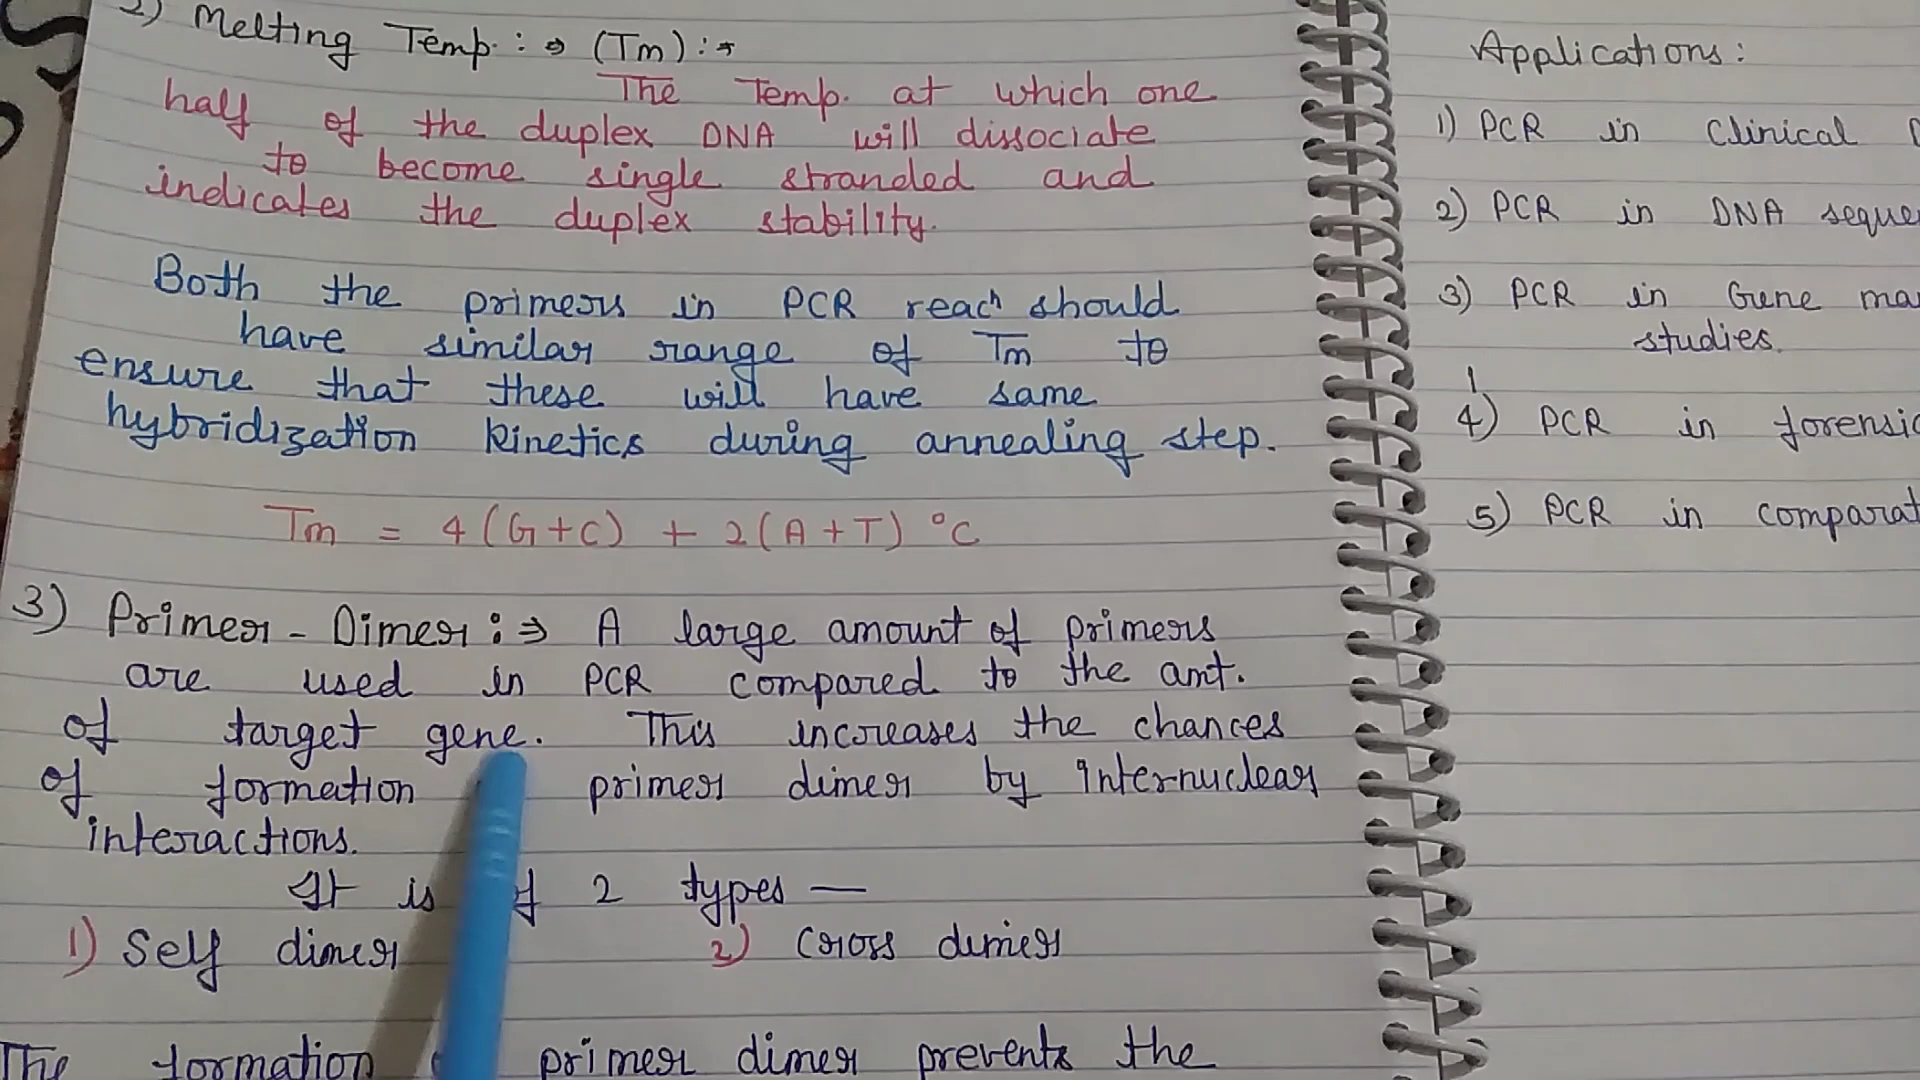 2) Melting Temp. :⇒ (Tm) :→
The Temp. at which one
half of the duplex DNA will dissociate
to become single stranded and
indicates the duplex stability.
Both the primers in PCR reacⁿ should
have similar range of Tm to
ensure that these will have same
hybridization kinetics during annealing step.
Tm = 4 (G+C) + 2 (A+T) °C
3) Primer - Dimer :⇒ A large amount of primers
are used in PCR compared to the amt.
of target gene. This increases the chances
of formation primer dimer by internuclear
interactions.
It is of 2 types —
1) Self dimer 2) Cross dimer
The formation primer dimer prevents the
Applications :
1) PCR in Clinical
2) PCR in DNA seque
3) PCR in Gene ma
studies.
4) PCR in forensic
5) PCR in comparat